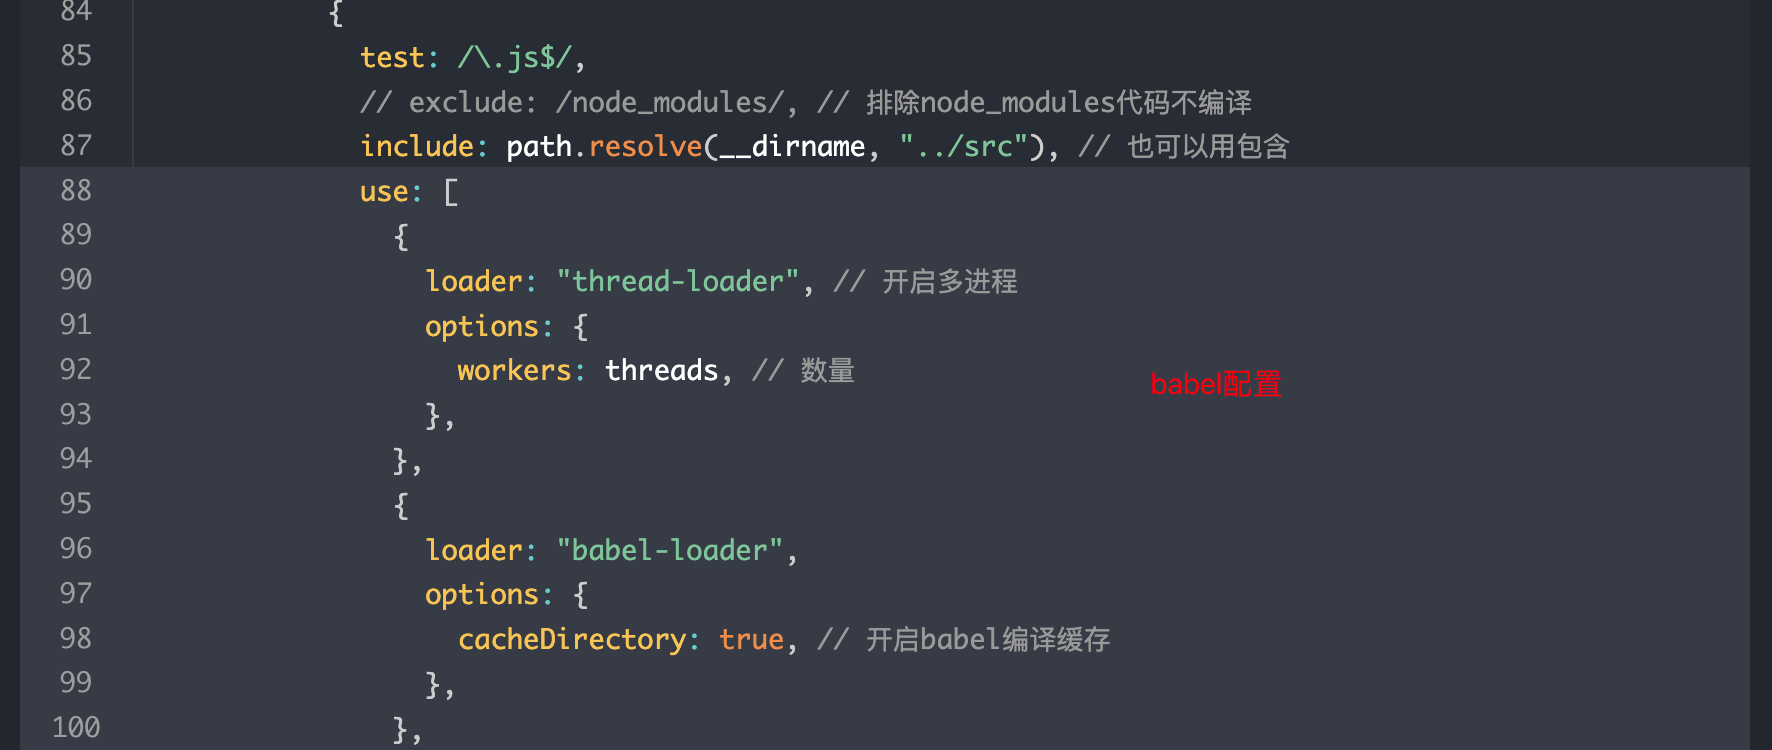 84 {
85 test: /\.js$/,
86 // exclude: /node_modules/, // 排除node_modules代码不编译
87 include: path.resolve(__dirname, "../src"), // 也可以用包含
88 use: [
89 {
90 loader: "thread-loader", // 开启多进程
91 options: {
92 workers: threads, // 数量
babel配置
93 },
94 },
95 {
96 loader: "babel-loader",
97 options: {
98 cacheDirectory: true, // 开启babel编译缓存
99 },
100 },